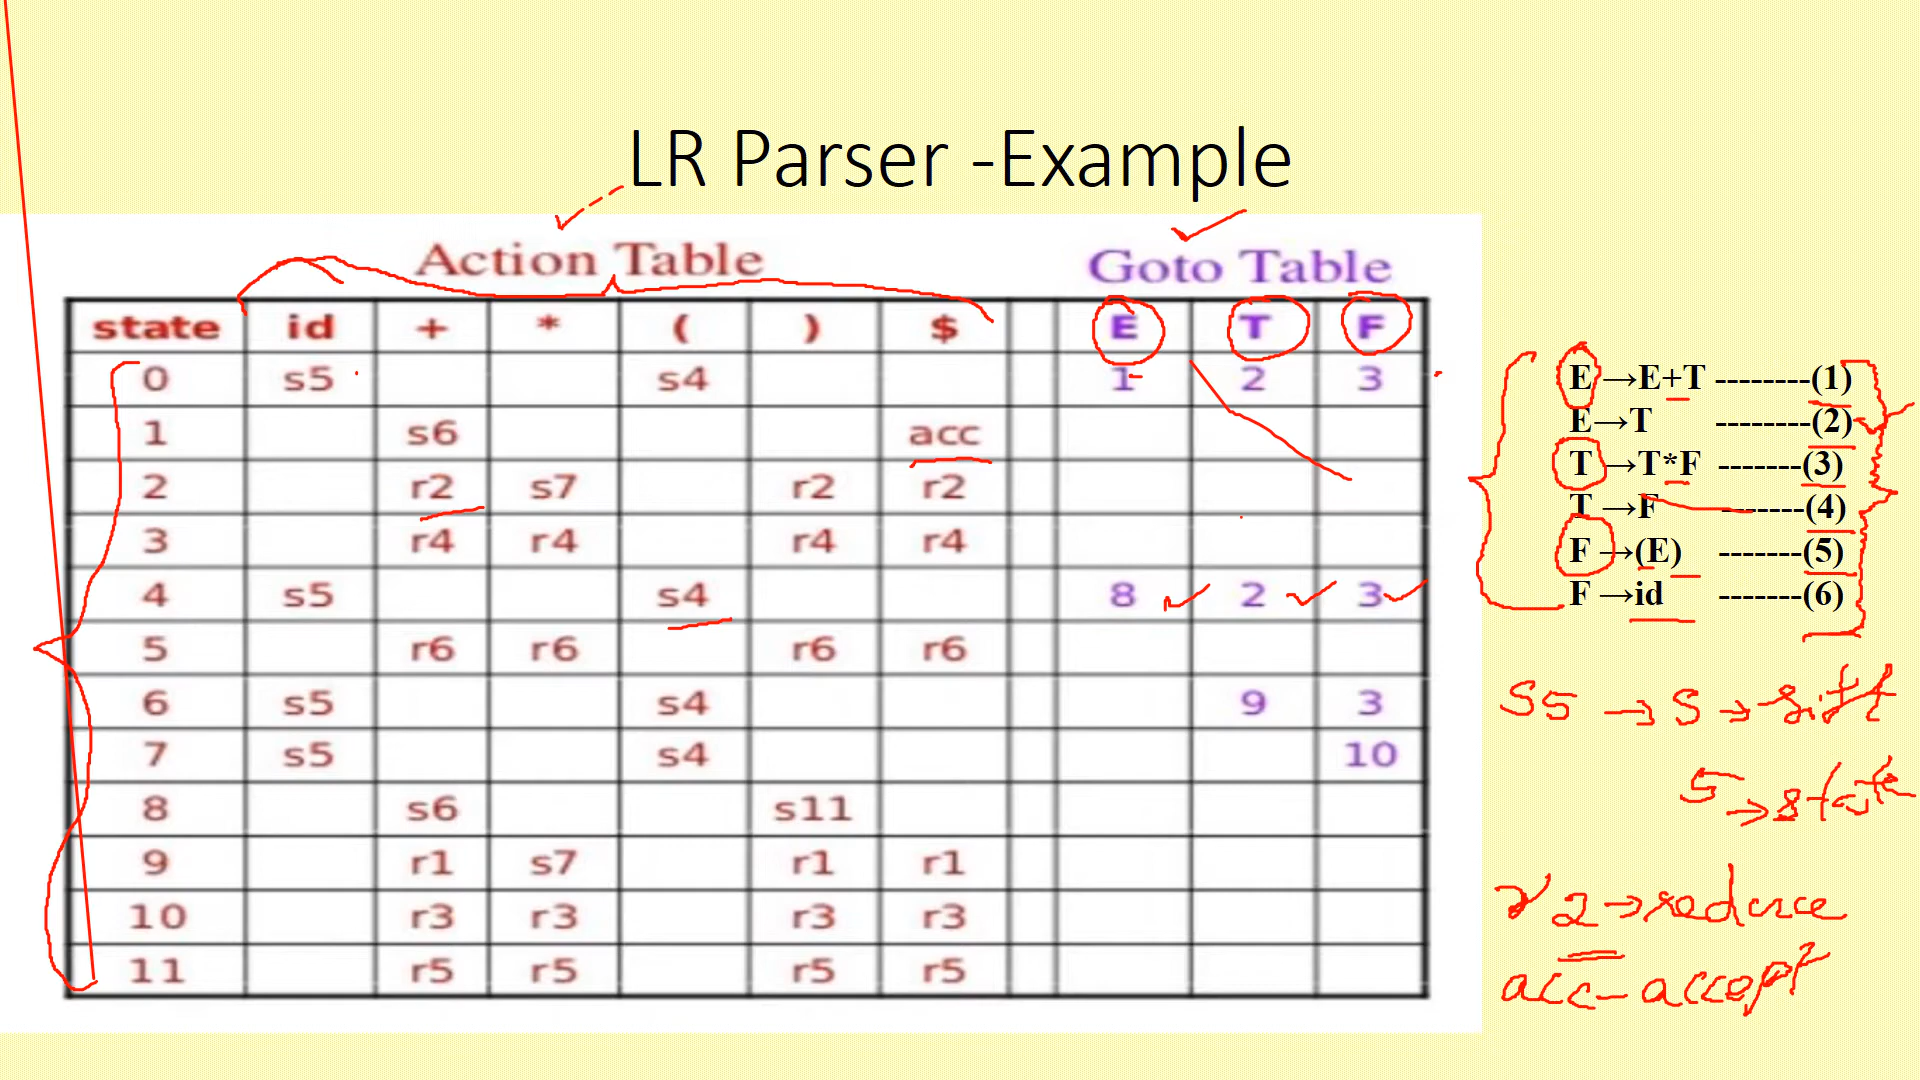 LR Parser -Example
Action Table Goto Table
state id + * ( ) $ E T F
0 s5 s4 1 2 3
1 s6 acc
2 r2 s7 r2 r2
3 r4 r4 r4 r4
4 s5 s4 8 2 3
5 r6 r6 r6 r6
6 s5 s4 9 3
7 s5 s4 10
8 s6 s11
9 r1 s7 r1 r1
10 r3 r3 r3 r3
11 r5 r5 r5 r5
E →E+T --------(1)
E→T --------(2)
T →T*F -------(3)
T →F -------(4)
F →(E) -------(5)
F →id -------(6)
S5 → S → sift
5 → state
r2 → reduce
acc - accept